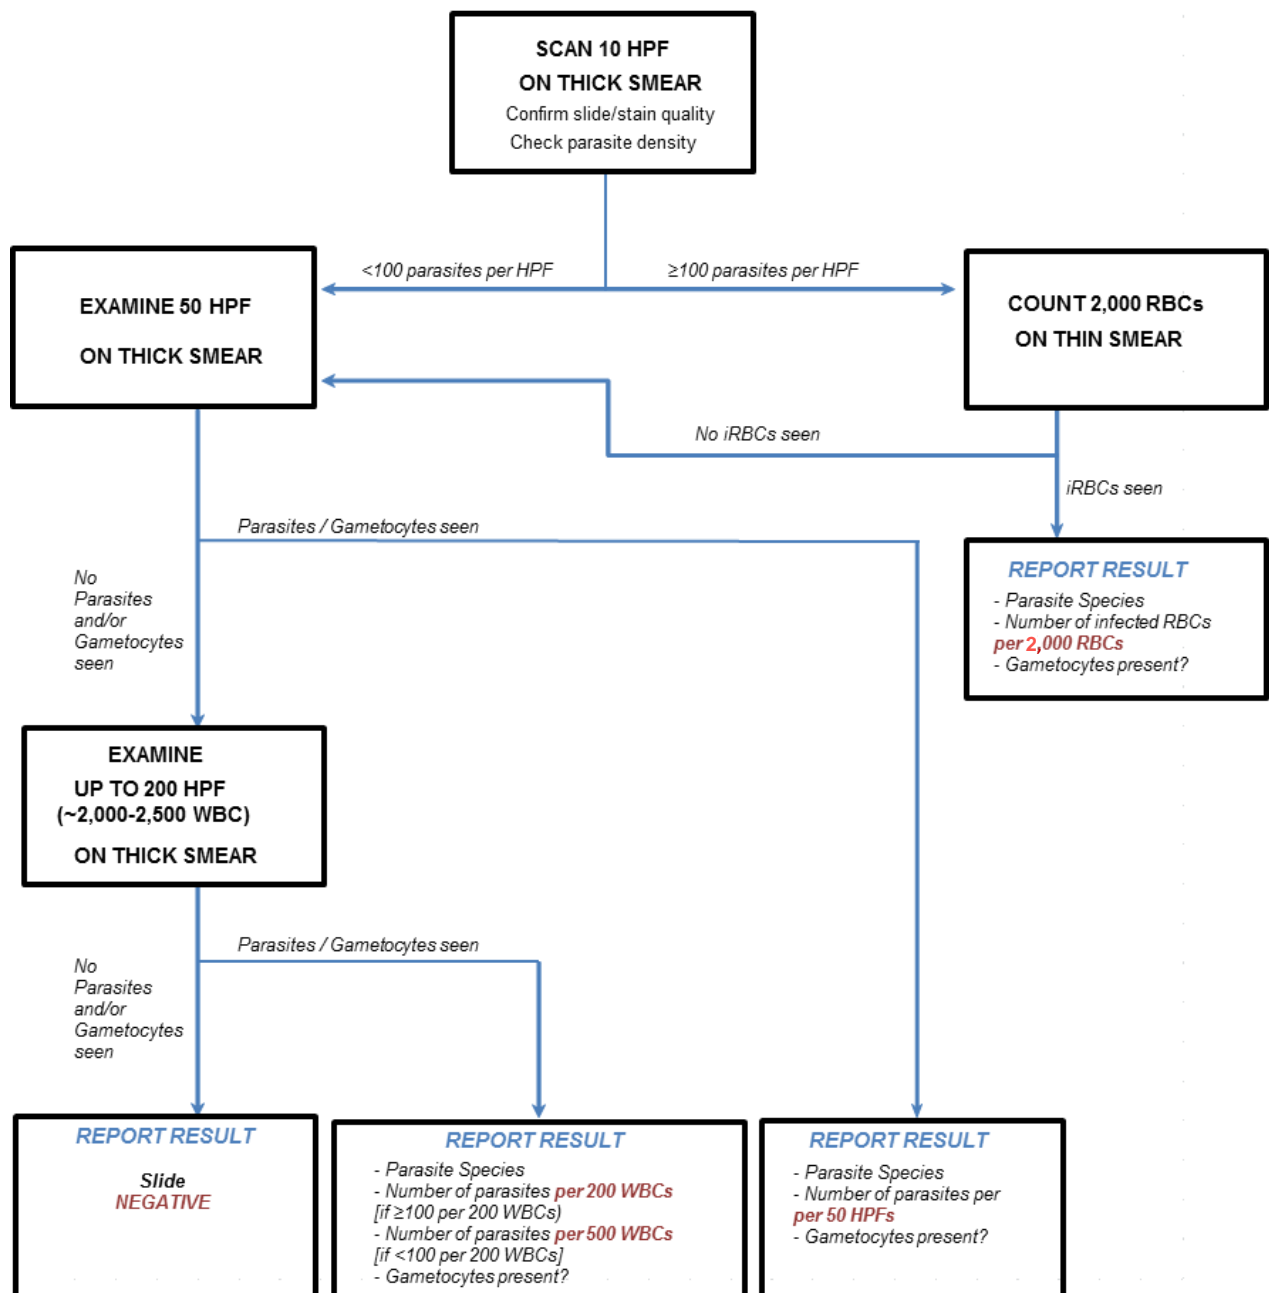 SCAN 10 HPF
ON THICK SMEAR
Confirm slide/stain quality
Check parasite density
<100 parasites per HPF
≥100 parasites per HPF
EXAMINE 50 HPF
ON THICK SMEAR
COUNT 2,000 RBCs
ON THIN SMEAR
No iRBCs seen
iRBCs seen
Parasites / Gametocytes seen
No
Parasites
and/or
Gametocytes
seen
REPORT RESULT
- Parasite Species
- Number of infected RBCs
per 2,000 RBCs
- Gametocytes present?
EXAMINE
UP TO 200 HPF
(~2,000-2,500 WBC)
ON THICK SMEAR
Parasites / Gametocytes seen
No
Parasites
and/or
Gametocytes
seen
REPORT RESULT
Slide
NEGATIVE
REPORT RESULT
- Parasite Species
- Number of parasites per 200 WBCs
[if ≥100 per 200 WBCs)
- Number of parasites per 500 WBCs
[if <100 per 200 WBCs]
- Gametocytes present?
REPORT RESULT
- Parasite Species
- Number of parasites per
per 50 HPFs
- Gametocytes present?